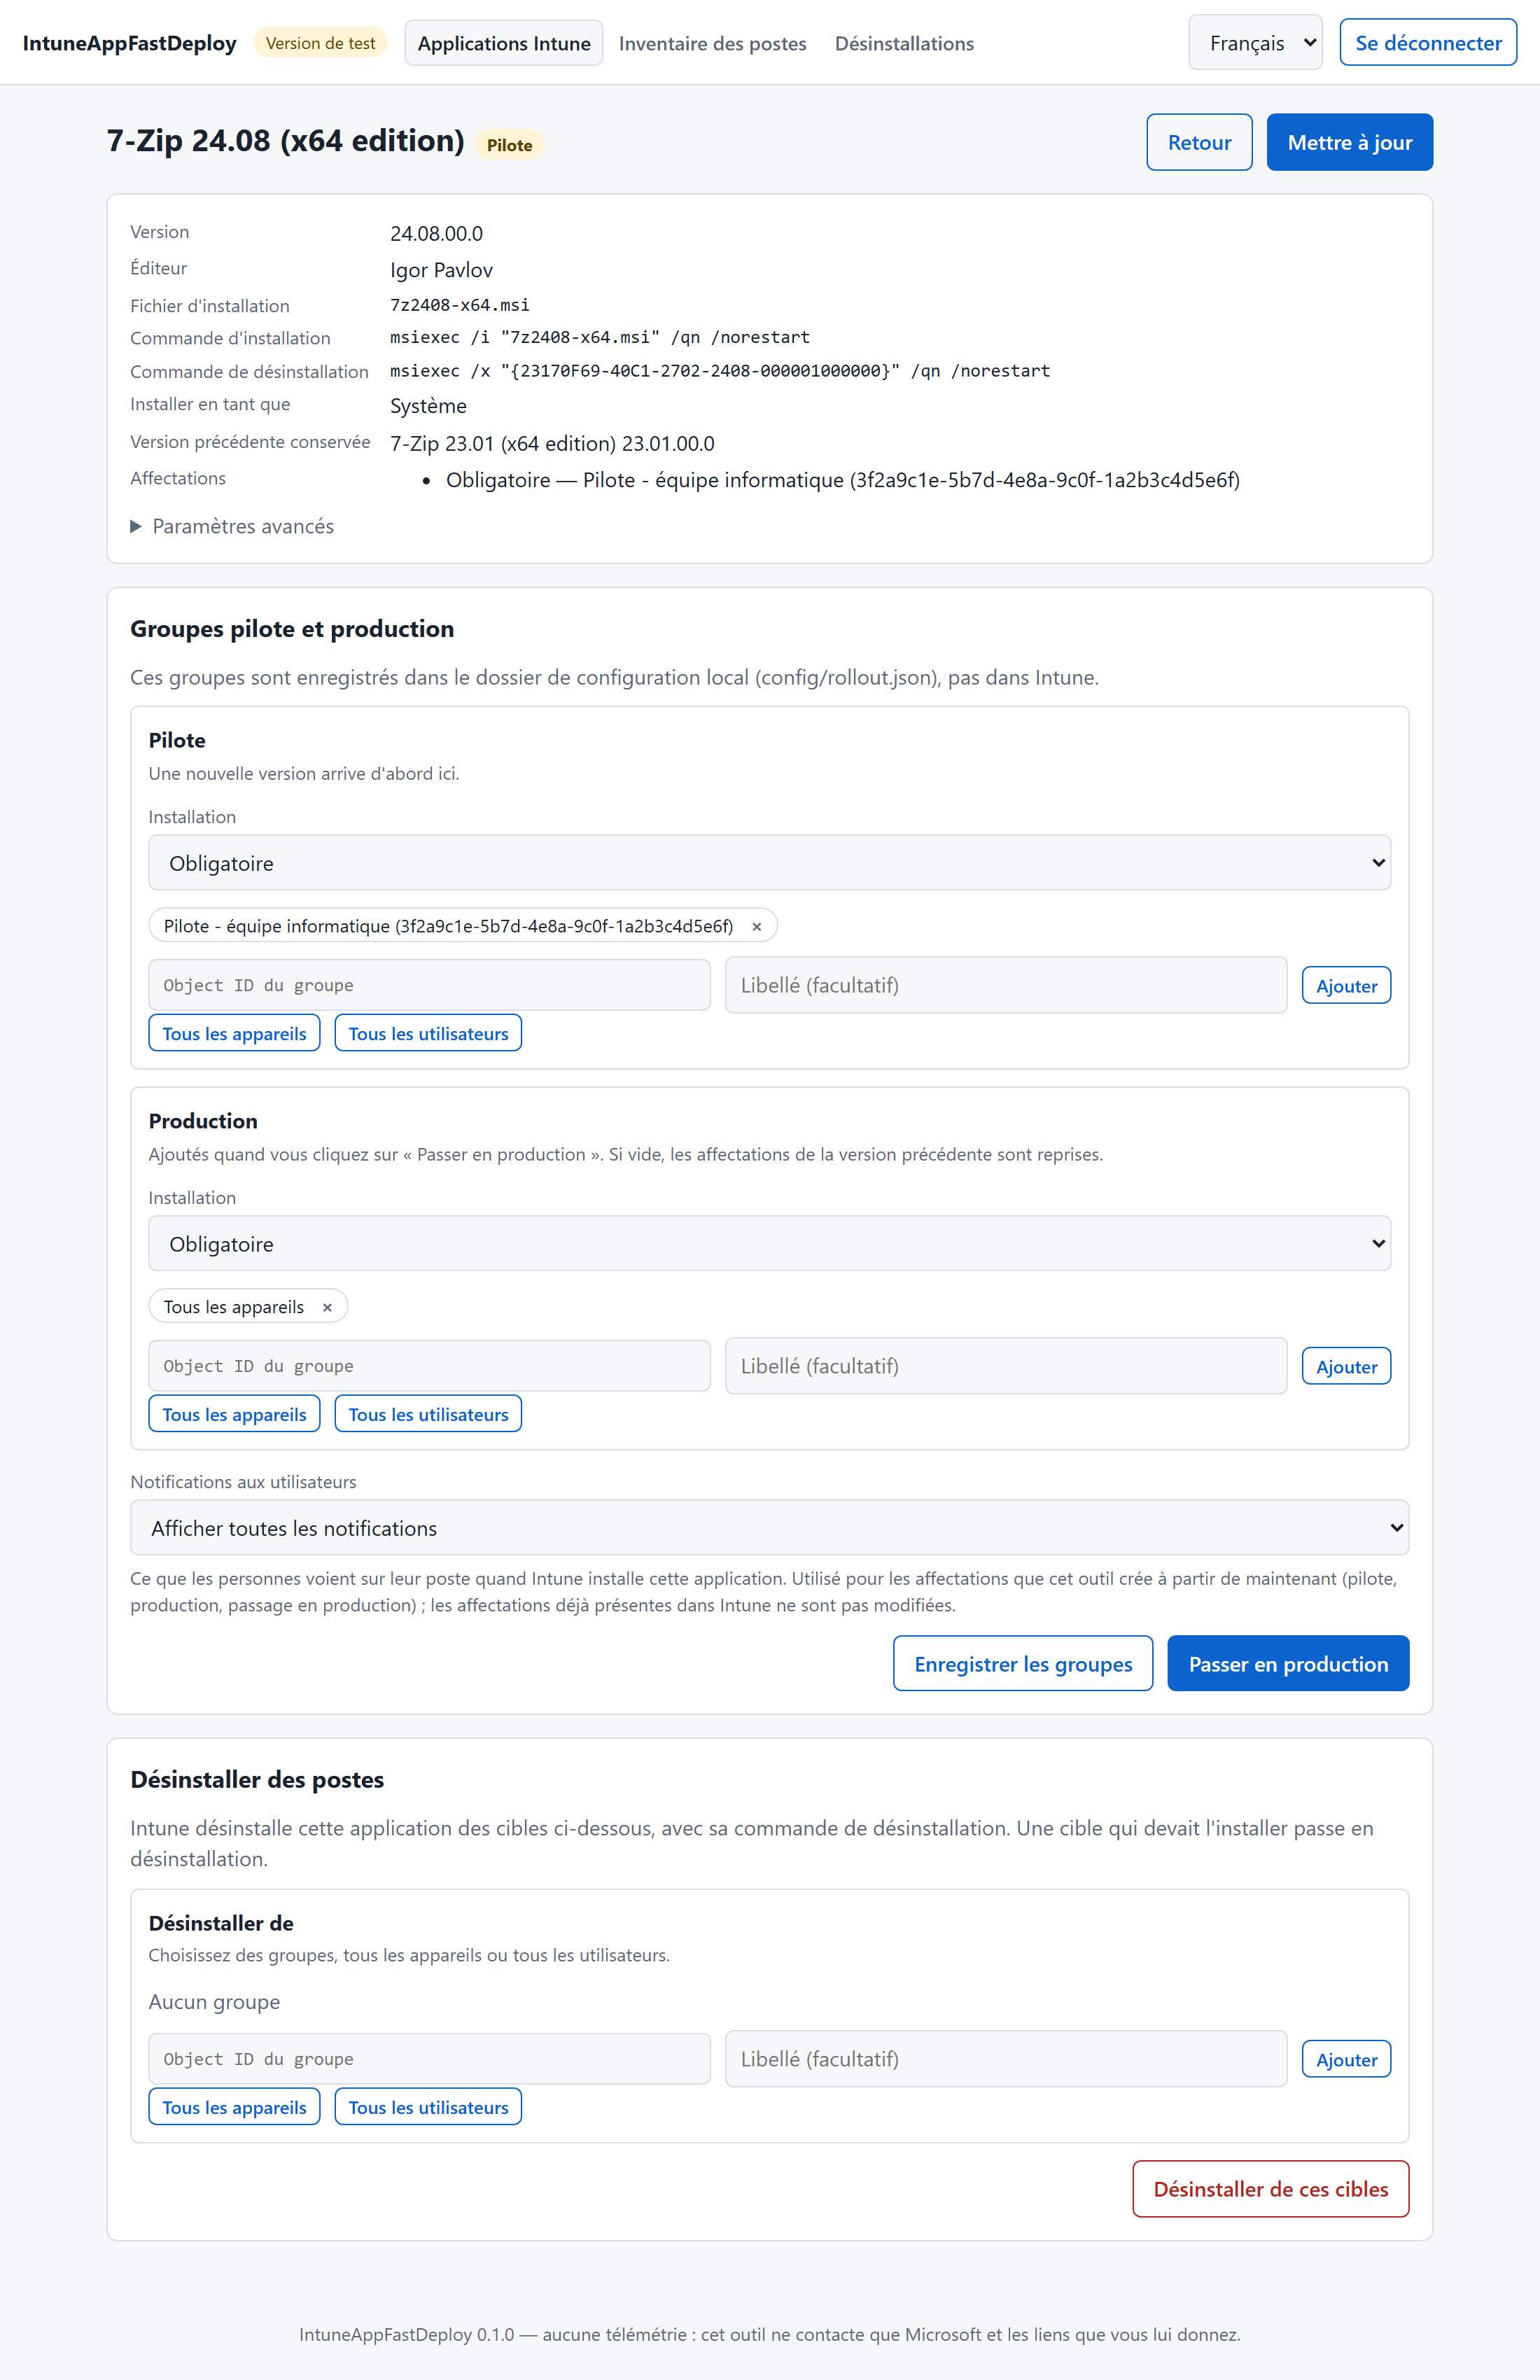 IntuneAppFastDeploy Version de test Applications Intune Inventaire des postes Désinstallations Français Se déconnecter
7-Zip 24.08 (x64 edition) Pilote Retour Mettre à jour
Version 24.08.00.0
Éditeur Igor Pavlov
Fichier d'installation 7z2408-x64.msi
Commande d'installation msiexec /i "7z2408-x64.msi" /qn /norestart
Commande de désinstallation msiexec /x "{23170F69-40C1-2702-2408-000001000000}" /qn /norestart
Installer en tant que Système
Version précédente conservée 7-Zip 23.01 (x64 edition) 23.01.00.0
Affectations • Obligatoire — Pilote - équipe informatique (3f2a9c1e-5b7d-4e8a-9c0f-1a2b3c4d5e6f)
Paramètres avancés
Groupes pilote et production
Ces groupes sont enregistrés dans le dossier de configuration local (config/rollout.json), pas dans Intune.
Pilote
Une nouvelle version arrive d'abord ici.
Installation
Obligatoire
Pilote - équipe informatique (3f2a9c1e-5b7d-4e8a-9c0f-1a2b3c4d5e6f) ×
Object ID du groupe Libellé (facultatif) Ajouter
Tous les appareils Tous les utilisateurs
Production
Ajoutés quand vous cliquez sur « Passer en production ». Si vide, les affectations de la version précédente sont reprises.
Installation
Obligatoire
Tous les appareils ×
Object ID du groupe Libellé (facultatif) Ajouter
Tous les appareils Tous les utilisateurs
Notifications aux utilisateurs
Afficher toutes les notifications
Ce que les personnes voient sur leur poste quand Intune installe cette application. Utilisé pour les affectations que cet outil crée à partir de maintenant (pilote,
production, passage en production) ; les affectations déjà présentes dans Intune ne sont pas modifiées.
Enregistrer les groupes Passer en production
Désinstaller des postes
Intune désinstalle cette application des cibles ci-dessous, avec sa commande de désinstallation. Une cible qui devait l'installer passe en
désinstallation.
Désinstaller de
Choisissez des groupes, tous les appareils ou tous les utilisateurs.
Aucun groupe
Object ID du groupe Libellé (facultatif) Ajouter
Tous les appareils Tous les utilisateurs
Désinstaller de ces cibles
IntuneAppFastDeploy 0.1.0 — aucune télémétrie : cet outil ne contacte que Microsoft et les liens que vous lui donnez.